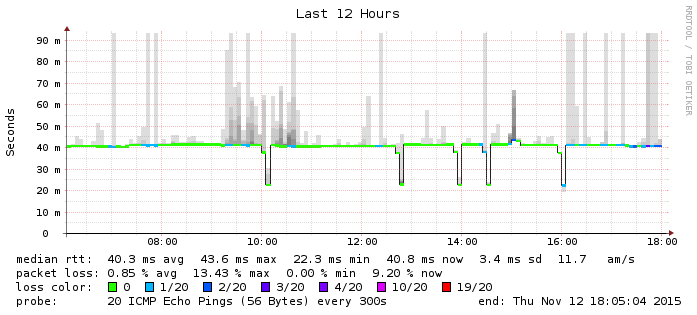 Last 12 Hours
RRDTOOL / TOBI OETIKER
Seconds
90 m
80 m
70 m
60 m
50 m
40 m
30 m
20 m
10 m
0
08:00 10:00 12:00 14:00 16:00 18:00
median rtt: 40.3 ms avg 43.6 ms max 22.3 ms min 40.8 ms now 3.4 ms sd 11.7 am/s
packet loss: 0.85 % avg 13.43 % max 0.00 % min 9.20 % now
loss color: 0 1/20 2/20 3/20 4/20 10/20 19/20
probe: 20 ICMP Echo Pings (56 Bytes) every 300s end: Thu Nov 12 18:05:04 2015